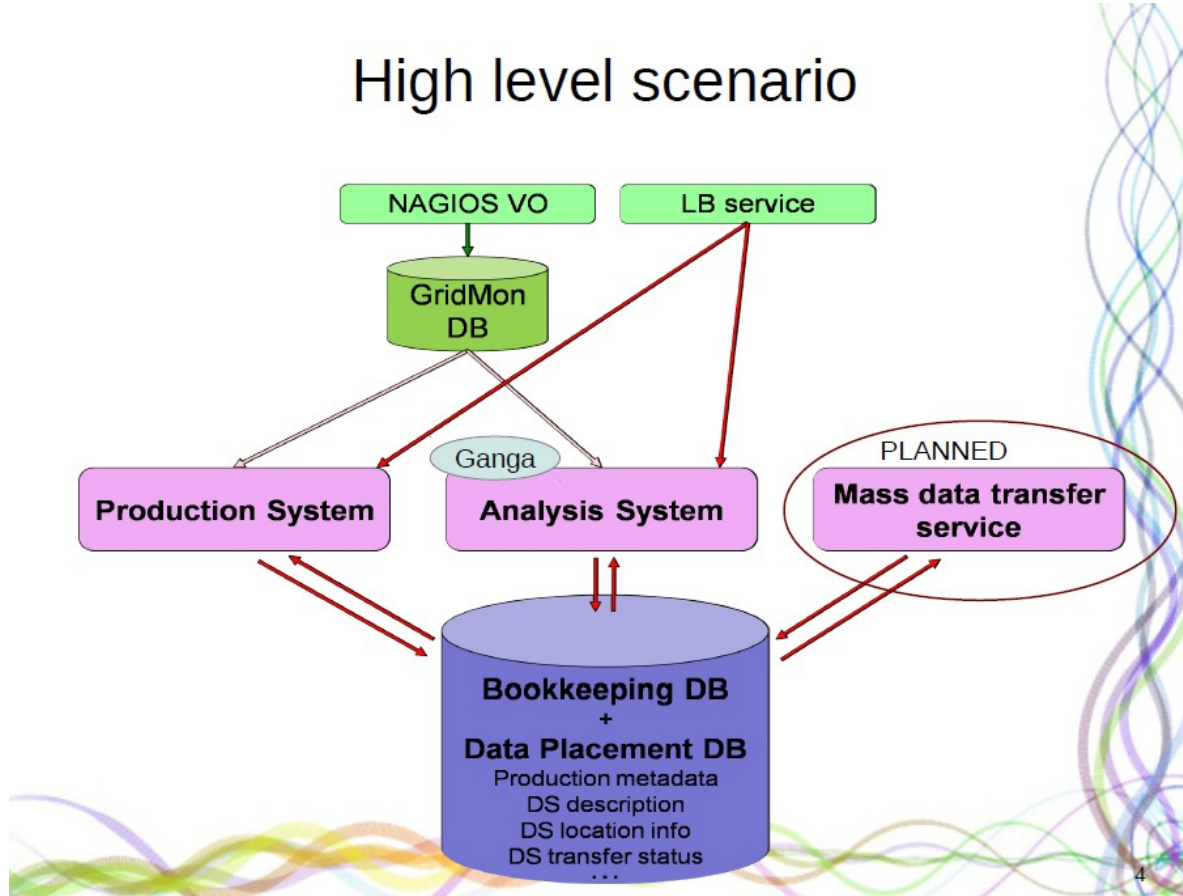 High level scenario
NAGIOS VO
LB service
GridMon
DB
Ganga
PLANNED
Production System
Analysis System
Mass data transfer
service
Bookkeeping DB
+
Data Placement DB
Production metadata
DS description
DS location info
DS transfer status
...
4